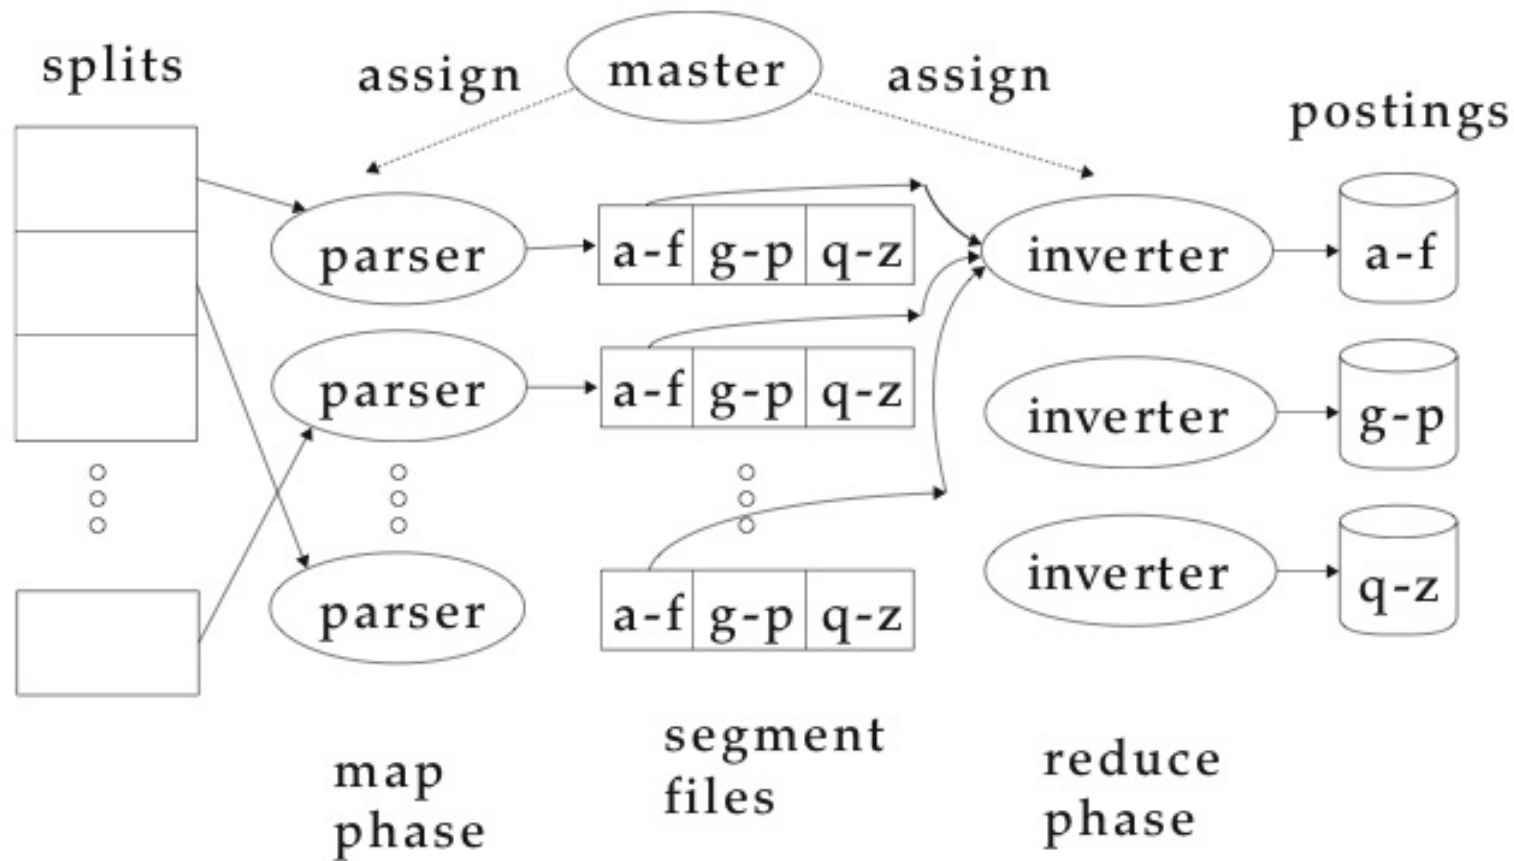 splits
assign
master
assign
postings
parser
a-f g-p q-z
inverter
a-f
parser
a-f g-p q-z
inverter
g-p
parser
a-f g-p q-z
inverter
q-z
map
phase
segment
files
reduce
phase